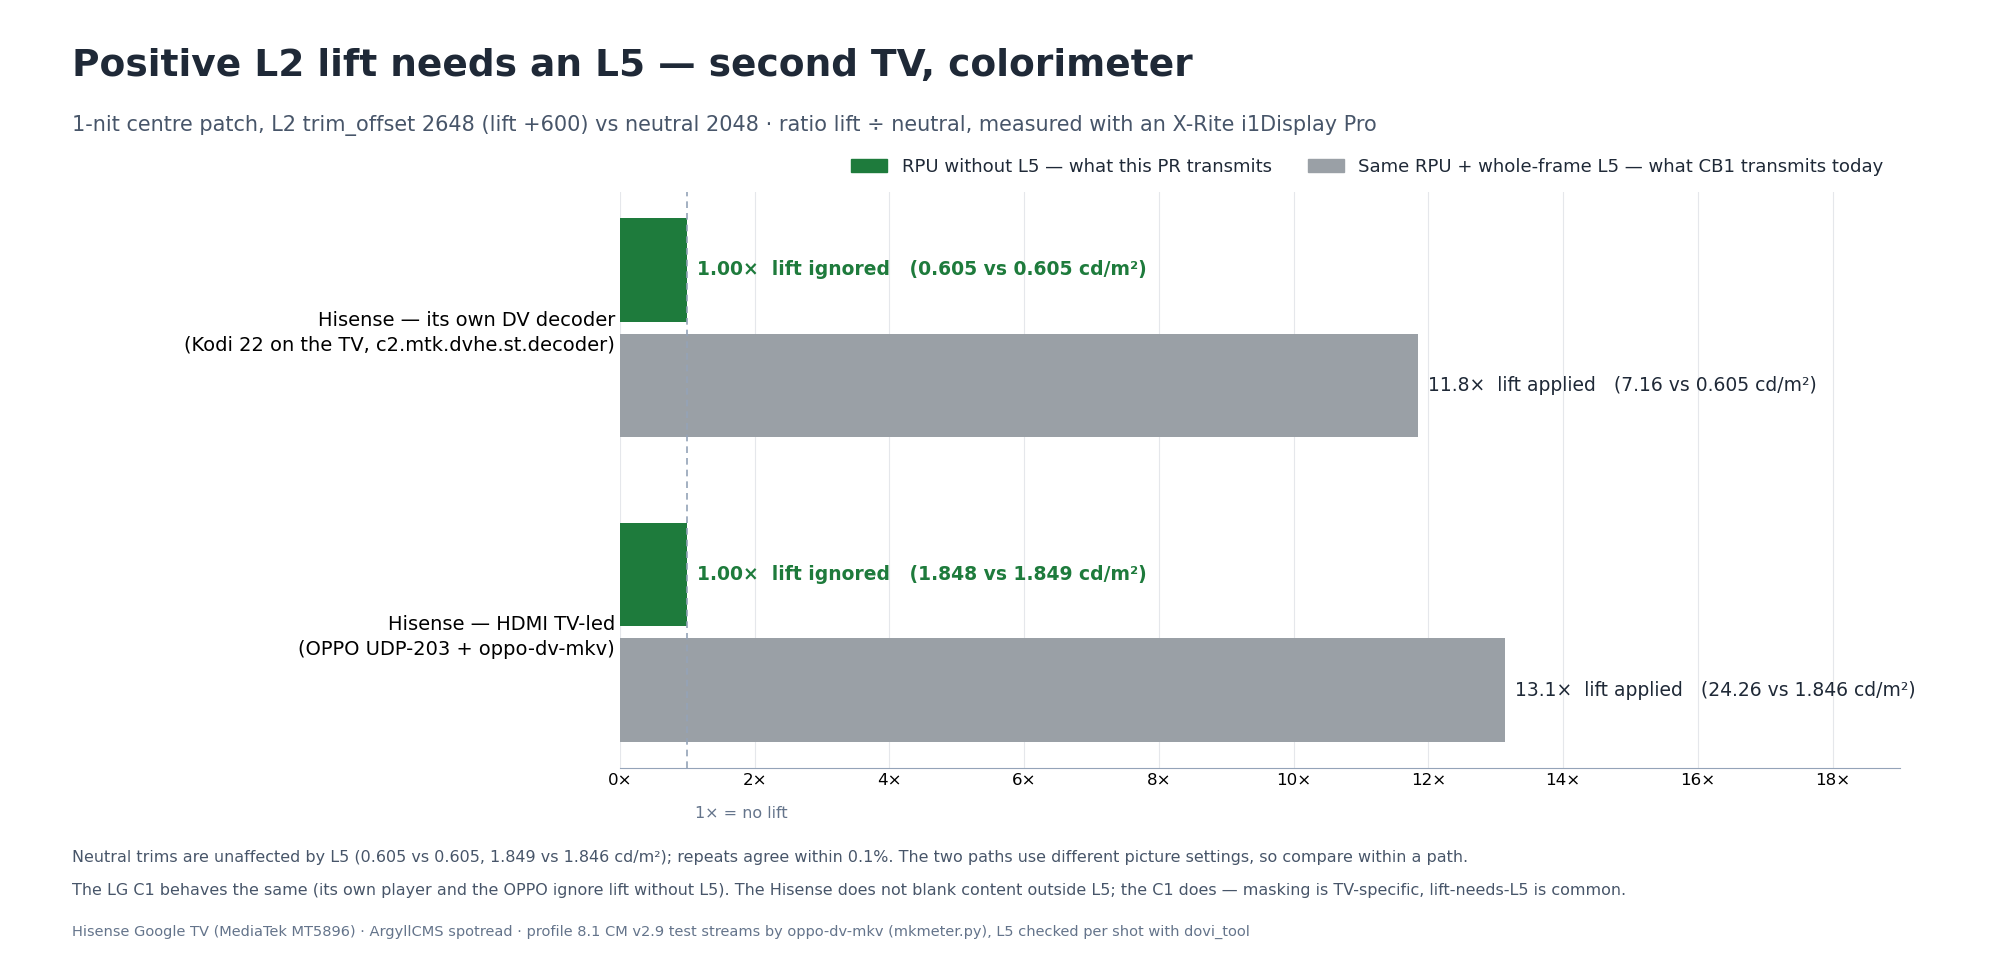 Positive L2 lift needs an L5 — second TV, colorimeter
1-nit centre patch, L2 trim_offset 2648 (lift +600) vs neutral 2048 · ratio lift ÷ neutral, measured with an X-Rite i1Display Pro
RPU without L5 — what this PR transmits
Same RPU + whole-frame L5 — what CB1 transmits today
1.00×  lift ignored   (0.605 vs 0.605 cd/m²)
Hisense — its own DV decoder
(Kodi 22 on the TV, c2.mtk.dvhe.st.decoder)
11.8×  lift applied   (7.16 vs 0.605 cd/m²)
1.00×  lift ignored   (1.848 vs 1.849 cd/m²)
Hisense — HDMI TV-led
(OPPO UDP-203 + oppo-dv-mkv)
13.1×  lift applied   (24.26 vs 1.846 cd/m²)
0× 2× 4× 6× 8× 10× 12× 14× 16× 18×
1× = no lift
Neutral trims are unaffected by L5 (0.605 vs 0.605, 1.849 vs 1.846 cd/m²); repeats agree within 0.1%. The two paths use different picture settings, so compare within a path.
The LG C1 behaves the same (its own player and the OPPO ignore lift without L5). The Hisense does not blank content outside L5; the C1 does — masking is TV-specific, lift-needs-L5 is common.
Hisense Google TV (MediaTek MT5896) · ArgyllCMS spotread · profile 8.1 CM v2.9 test streams by oppo-dv-mkv (mkmeter.py), L5 checked per shot with dovi_tool